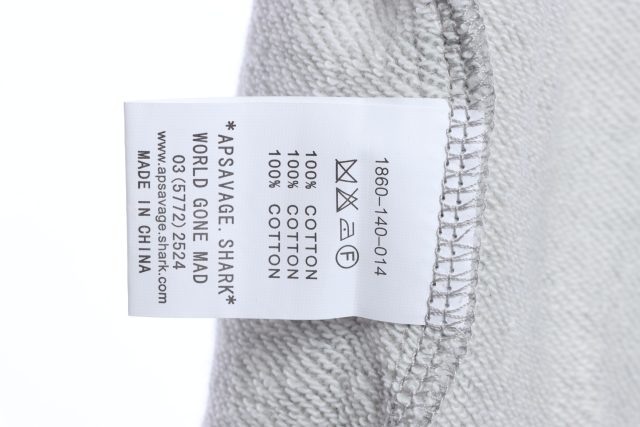 1860-140-014
100% COTTON
100% COTTON
100% COTTON
*APSAVAGE. SHARK*
WORLD GONE MAD
03(5772)2524
www.apsavage.shark.com
MADE IN CHINA